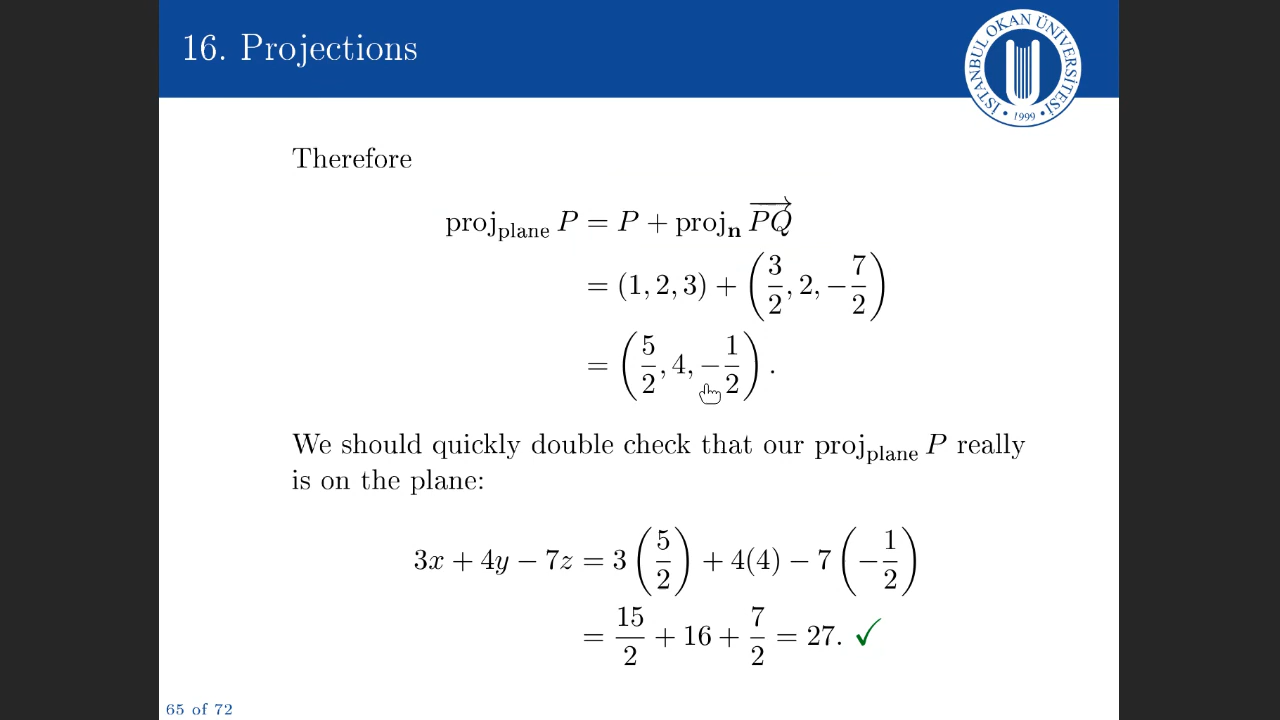 16. Projections
İSTANBUL OKAN ÜNİVERSİTESİ
• 1999 •
Therefore
proj_plane P = P + proj_n \overrightarrow{PQ}
= (1, 2, 3) + (3/2, 2, −7/2)
= (5/2, 4, −1/2).
We should quickly double check that our proj_plane P really
is on the plane:
3x + 4y − 7z = 3(5/2) + 4(4) − 7(−1/2)
= 15/2 + 16 + 7/2 = 27. ✓
65 of 72